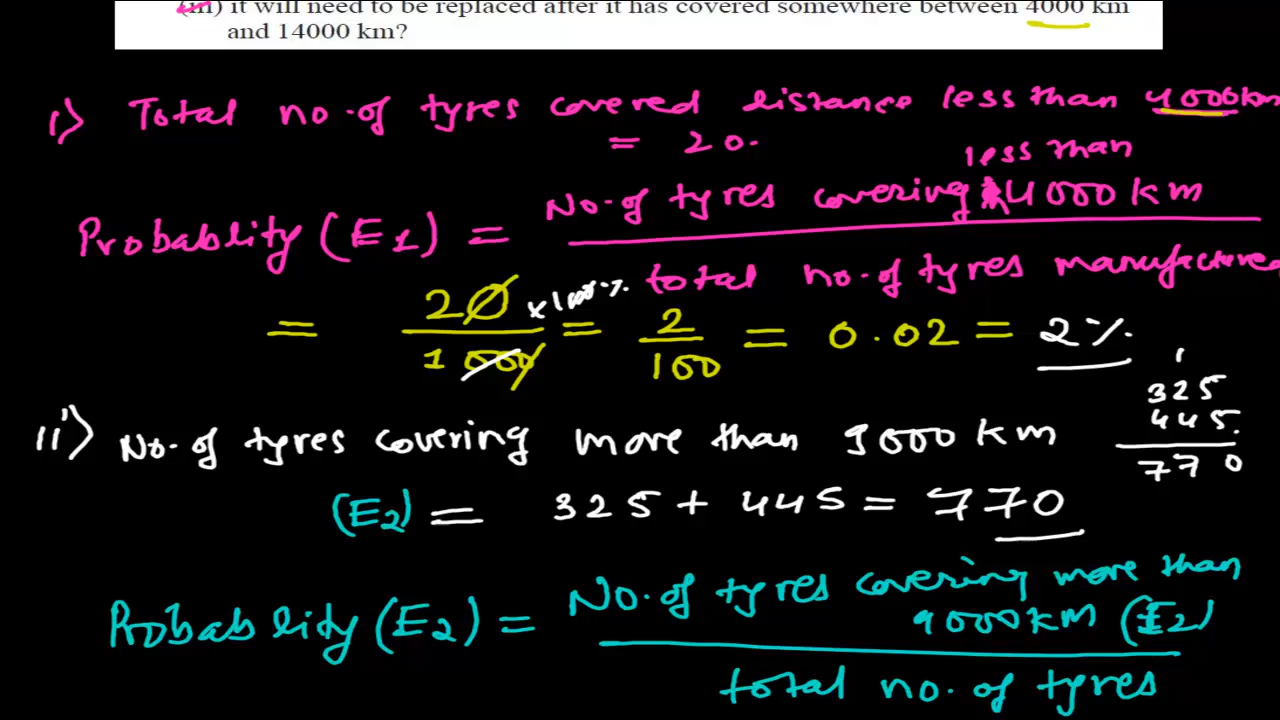 (iii) it will need to be replaced after it has covered somewhere between 4000 km
and 14000 km?
i) Total no. of tyres covered distance less than 4000km
= 20.
less than
Probablity (E1) = No. of tyres covering 4000 km
total no. of tyres manufactured
= 20/1000 x 100% = 2/100 = 0.02 = 2%
1
325
445.
770
ii) No. of tyres covering more than 9000 km
(E2) = 325 + 445 = 770
Probablity (E2) = No. of tyres covering more than
9000 km (E2)
total no. of tyres